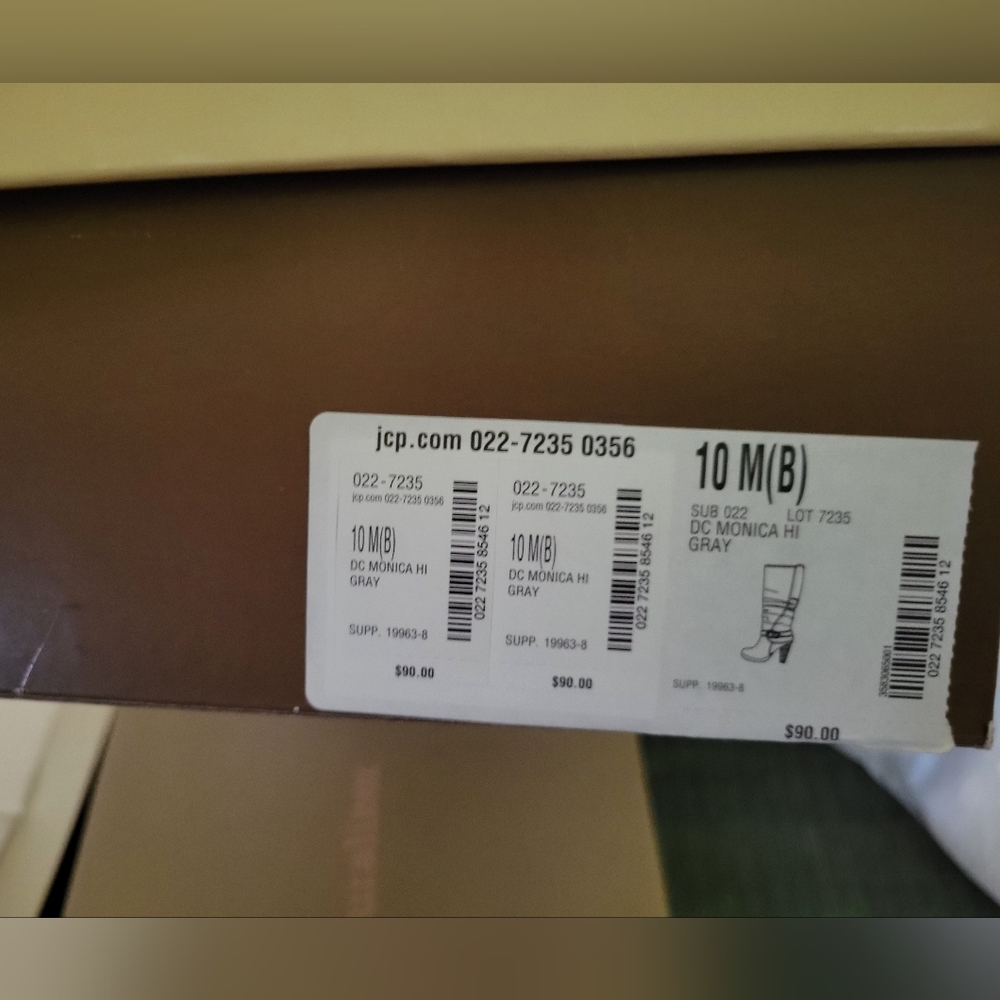 jcp.com 022-7235 0356
022-7235
jcp.com 022-7235 0356
10 M(B)
DC MONICA HI
GRAY
SUPP. 19963-8
$90.00
022 7235 8546 12
022-7235
jcp.com 022-7235 0356
10 M(B)
DC MONICA HI
GRAY
SUPP. 19963-8
$90.00
022 7235 8546 12
10 M(B)
SUB 022 LOT 7235
DC MONICA HI
GRAY
SUPP. 19963-8
$90.00
022 7235 8546 12